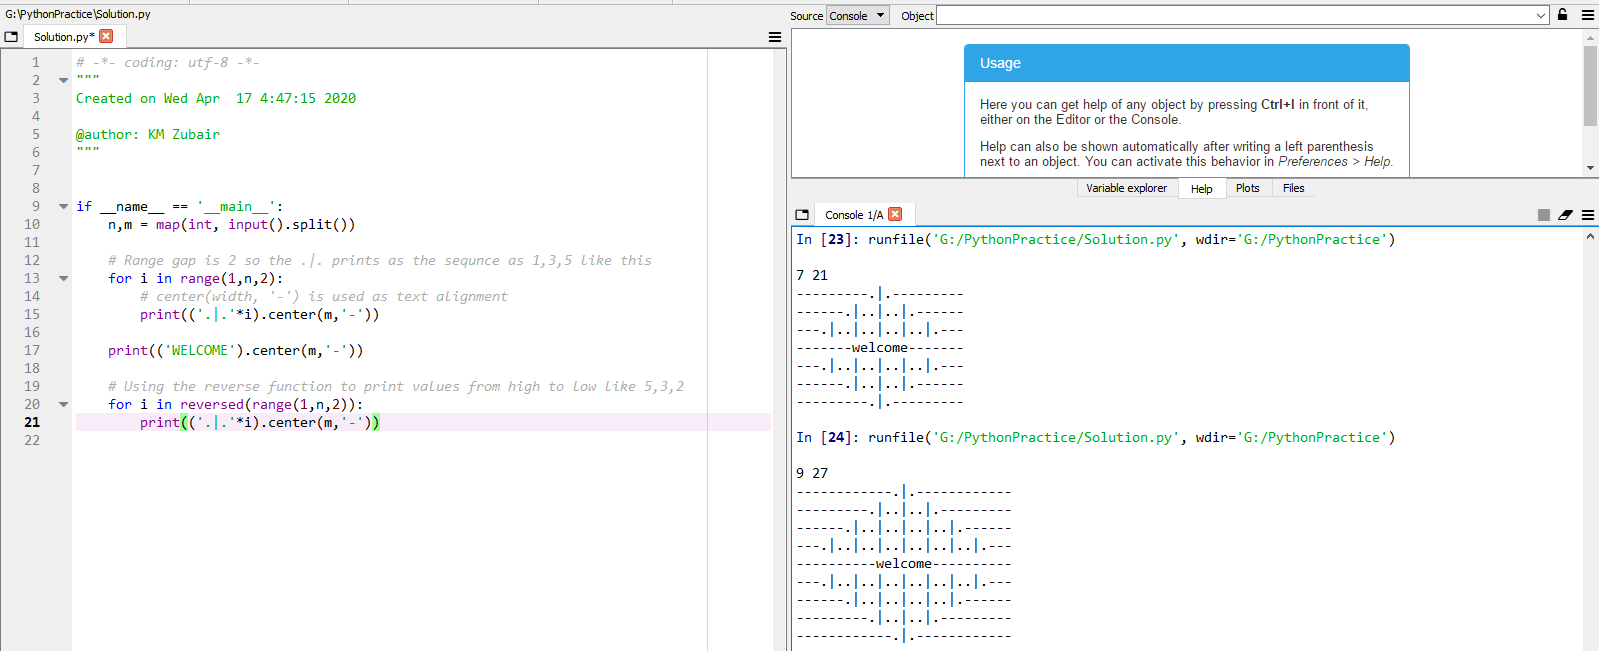 G:\PythonPractice\Solution.py
Solution.py*
1 # -*- coding: utf-8 -*-
2 """
3 Created on Wed Apr  17 4:47:15 2020
4
5 @author: KM Zubair
6 """
7
8
9 if __name__ == '__main__':
10     n,m = map(int, input().split())
11
12     # Range gap is 2 so the .|. prints as the sequnce as 1,3,5 like this
13     for i in range(1,n,2):
14         # center(width, '-') is used as text alignment
15         print(('.|.'*i).center(m,'-'))
16
17     print(('WELCOME').center(m,'-'))
18
19     # Using the reverse function to print values from high to low like 5,3,2
20     for i in reversed(range(1,n,2)):
21         print(('.|.'*i).center(m,'-'))
22
Source Console Object
Usage
Here you can get help of any object by pressing Ctrl+I in front of it,
either on the Editor or the Console.
Help can also be shown automatically after writing a left parenthesis
next to an object. You can activate this behavior in Preferences > Help.
Variable explorer Help Plots Files
Console 1/A
In [23]: runfile('G:/PythonPractice/Solution.py', wdir='G:/PythonPractice')
7 21
---------.|.---------
------.|..|..|.------
---.|..|..|..|..|.---
-------welcome-------
---.|..|..|..|..|.---
------.|..|..|.------
---------.|.---------
In [24]: runfile('G:/PythonPractice/Solution.py', wdir='G:/PythonPractice')
9 27
------------.|.------------
---------.|..|..|.---------
------.|..|..|..|..|.------
---.|..|..|..|..|..|..|.---
----------welcome----------
---.|..|..|..|..|..|..|.---
------.|..|..|..|..|.------
---------.|..|..|.---------
------------.|.------------